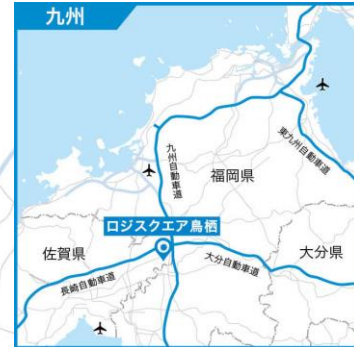 九州
九州自動車道
東九州自動車道
福岡県
ロジスクエア鳥栖
佐賀県
大分自動車道
大分県
長崎自動車道